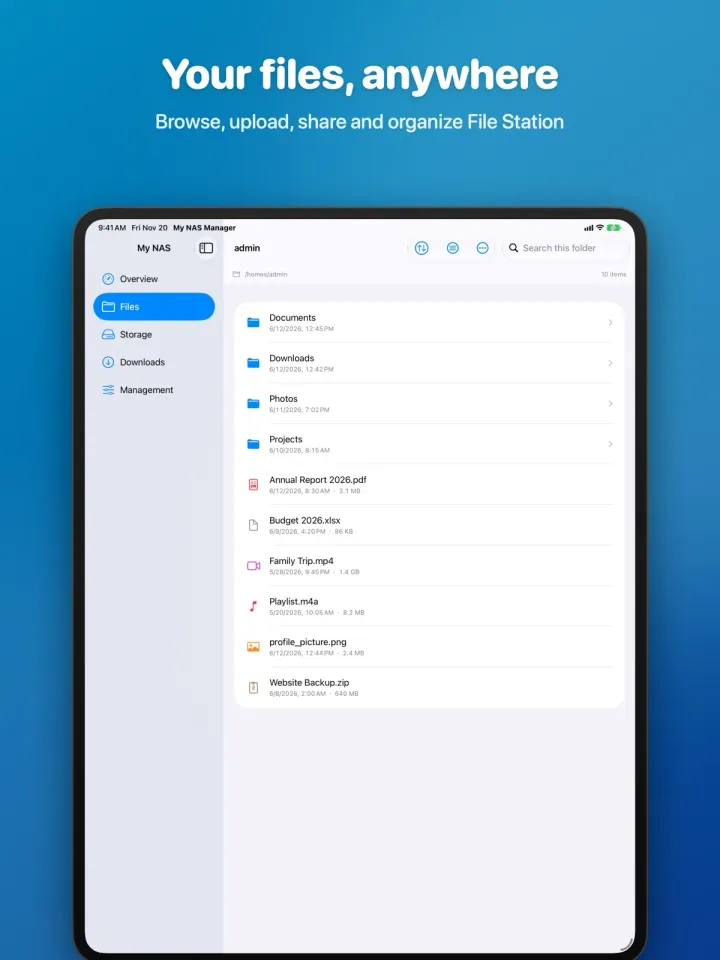 Your files, anywhere
Browse, upload, share and organize File Station
9:41 AM Fri Nov 20 My NAS Manager
My NAS
admin
Search this folder
/homes/admin
10 items
Overview
Files
Storage
Downloads
Management
Documents
6/12/2026, 12:45 PM
Downloads
6/12/2026, 12:42 PM
Photos
6/11/2026, 7:02 PM
Projects
6/10/2026, 9:15 AM
Annual Report 2026.pdf
6/12/2026, 8:30 AM · 3.1 MB
Budget 2026.xlsx
6/9/2026, 4:20 PM · 86 KB
Family Trip.mp4
5/28/2026, 9:45 PM · 1.4 GB
Playlist.m4a
5/20/2026, 10:05 AM · 8.2 MB
profile_picture.png
6/12/2026, 12:44 PM · 2.4 MB
Website Backup.zip
6/8/2026, 2:00 AM · 640 MB